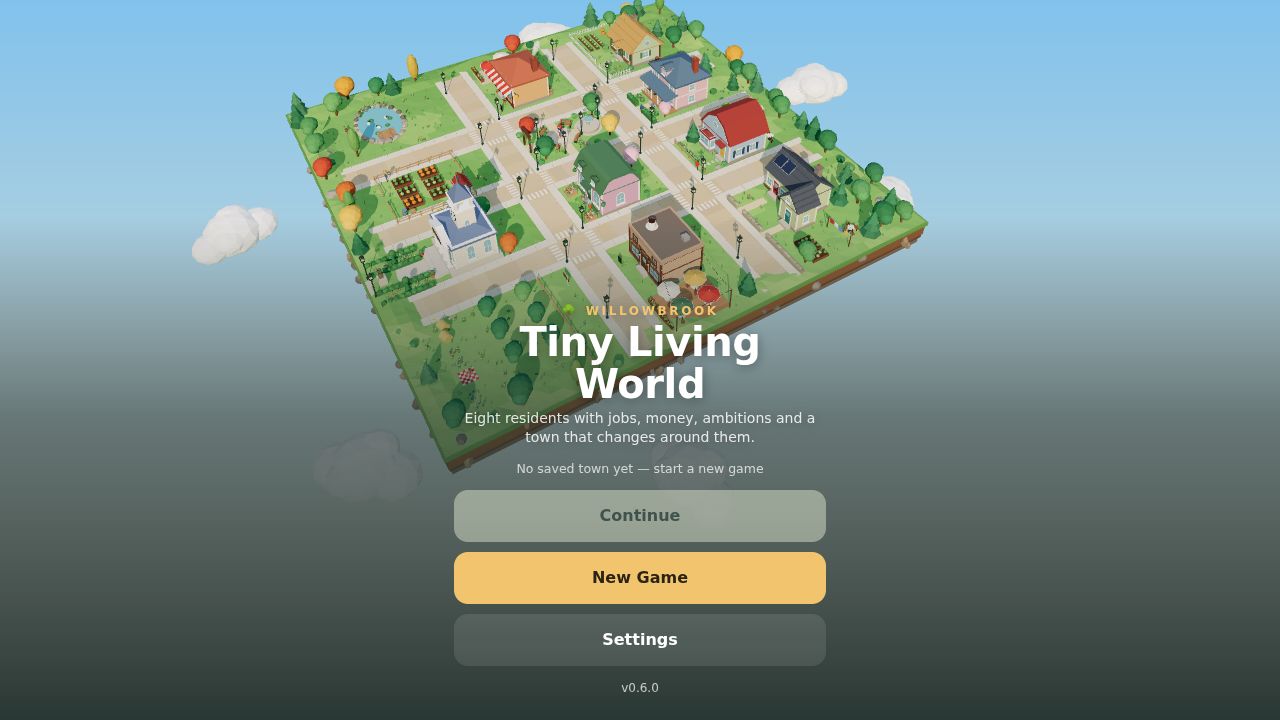 WILLOWBROOK
Tiny Living
World
Eight residents with jobs, money, ambitions and a
town that changes around them.
No saved town yet — start a new game
Continue
New Game
Settings
v0.6.0